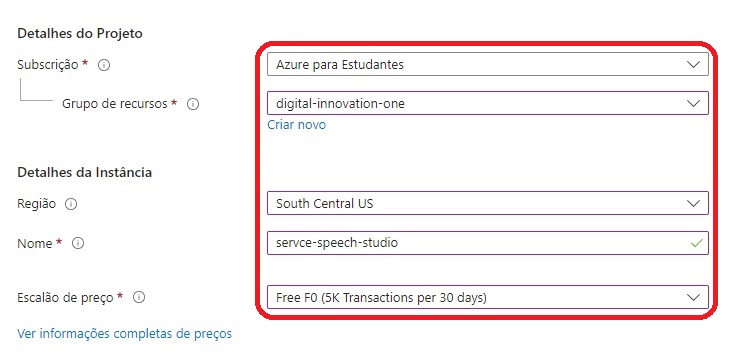 Detalhes do Projeto
Subscrição *
Azure para Estudantes
Grupo de recursos *
digital-innovation-one
Criar novo
Detalhes da Instância
Região
South Central US
Nome *
servce-speech-studio
Escalão de preço *
Free F0 (5K Transactions per 30 days)
Ver informações completas de preços